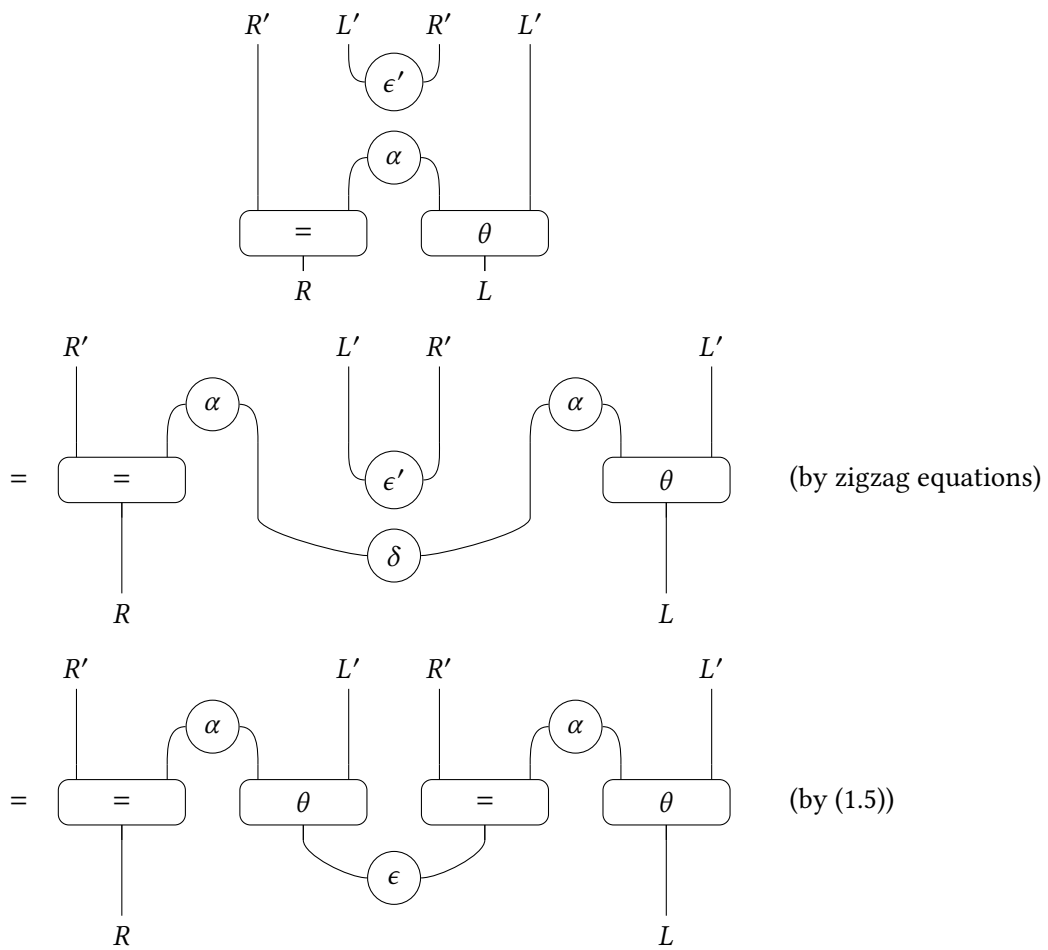 R′ L′ R′ L′
ϵ′
α
= θ
R L
R′ L′ R′ L′
α α
= = ϵ′ θ (by zigzag equations)
δ
R L
R′ L′ R′ L′
α α
= = θ = θ (by (1.5))
ϵ
R L